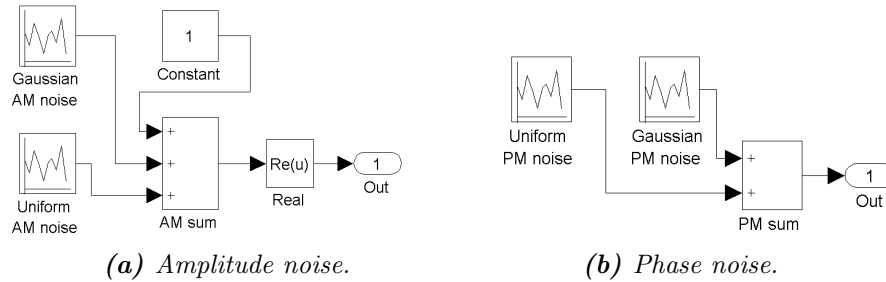 1
Constant
Gaussian
AM noise
+
+
+
Uniform
AM noise
AM sum
Re(u)
Real
1
Out
(a) Amplitude noise.
Uniform
PM noise
Gaussian
PM noise
+
+
PM sum
1
Out
(b) Phase noise.